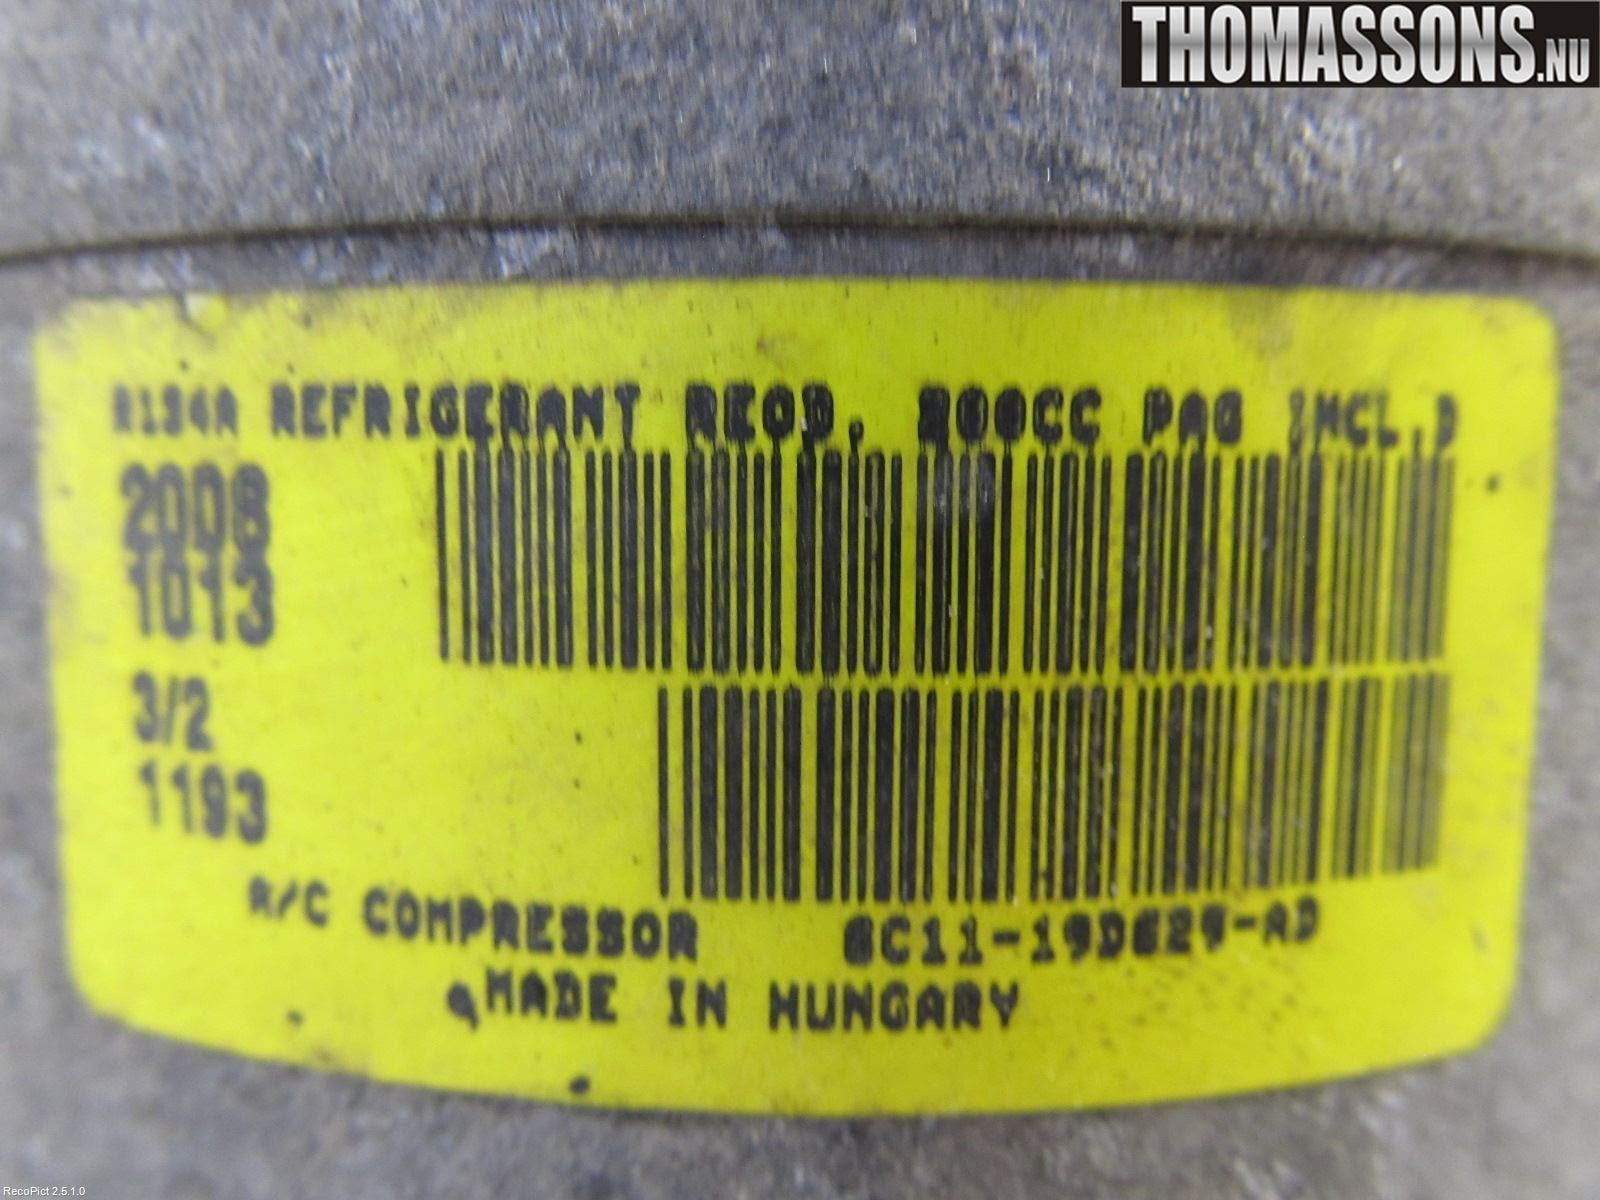 THOMASSONS.NU
R134A REFRIGERANT REQD. 200CC PAG INCL.D
2008
1013
3/2
1193
A/C COMPRESSOR 6C11-19D629-AD
MADE IN HUNGARY
RecoPict 2.5.1.0